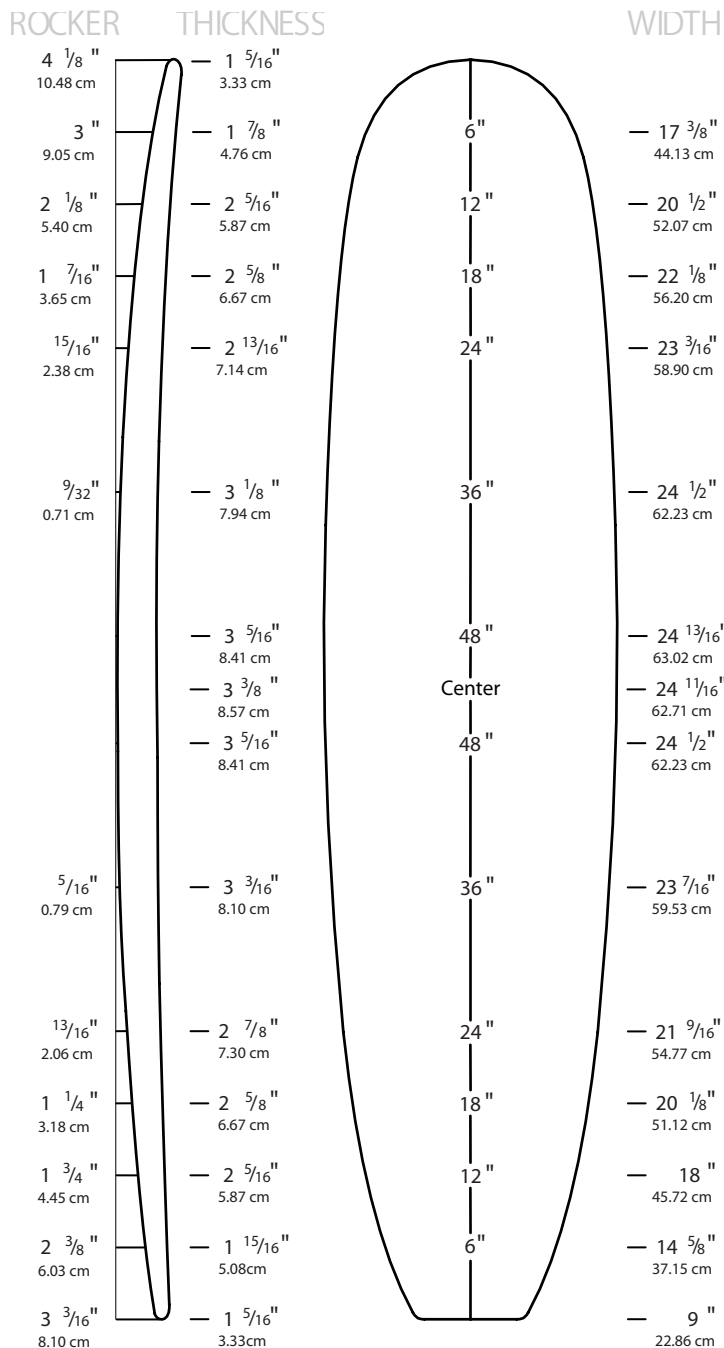 ROCKER THICKNESS WIDTH
4 1/8" 1 5/16"
10.48 cm 3.33 cm
3 " 1 7/8" 6" 17 3/8"
9.05 cm 4.76 cm 44.13 cm
2 1/8" 2 5/16" 12" 20 1/2"
5.40 cm 5.87 cm 52.07 cm
1 7/16" 2 5/8" 18" 22 1/8"
3.65 cm 6.67 cm 56.20 cm
15/16" 2 13/16" 24" 23 3/16"
2.38 cm 7.14 cm 58.90 cm
9/32" 3 1/8" 36" 24 1/2"
0.71 cm 7.94 cm 62.23 cm
3 5/16" 48" 24 13/16"
8.41 cm 63.02 cm
3 3/8" Center 24 11/16"
8.57 cm 62.71 cm
3 5/16" 48" 24 1/2"
8.41 cm 62.23 cm
5/16" 3 3/16" 36" 23 7/16"
0.79 cm 8.10 cm 59.53 cm
13/16" 2 7/8" 24" 21 9/16"
2.06 cm 7.30 cm 54.77 cm
1 1/4" 2 5/8" 18" 20 1/8"
3.18 cm 6.67 cm 51.12 cm
1 3/4" 2 5/16" 12" 18 "
4.45 cm 5.87 cm 45.72 cm
2 3/8" 1 15/16" 6" 14 5/8"
6.03 cm 5.08cm 37.15 cm
3 3/16" 1 5/16" 9 "
8.10 cm 3.33cm 22.86 cm